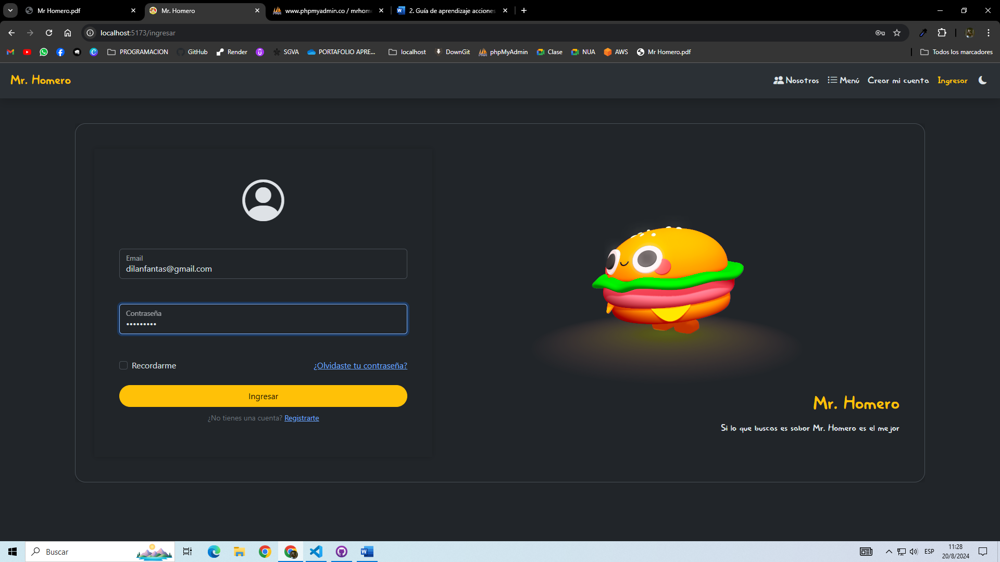 Mr Homero.pdf
Mr. Homero
www.phpmyadmin.co / mrhom
2. Guía de aprendizaje acciones
localhost:5173/ingresar
PROGRAMACION
GitHub
Render
SGVA
PORTAFOLIO APRE...
localhost
DownGit
phpMyAdmin
Clase
NUA
AWS
Mr Homero.pdf
Todos los marcadores
Mr. Homero
Nosotros
Menú
Crear mi cuenta
Ingresar
Email
dilanfantas@gmail.com
Contraseña
•••••••••
Recordarme
¿Olvidaste tu contraseña?
Ingresar
¿No tienes una cuenta? Registrarte
Mr. Homero
Si lo que buscas es sabor Mr. Homero es el mejor
Buscar
ESP
11:28
20/8/2024